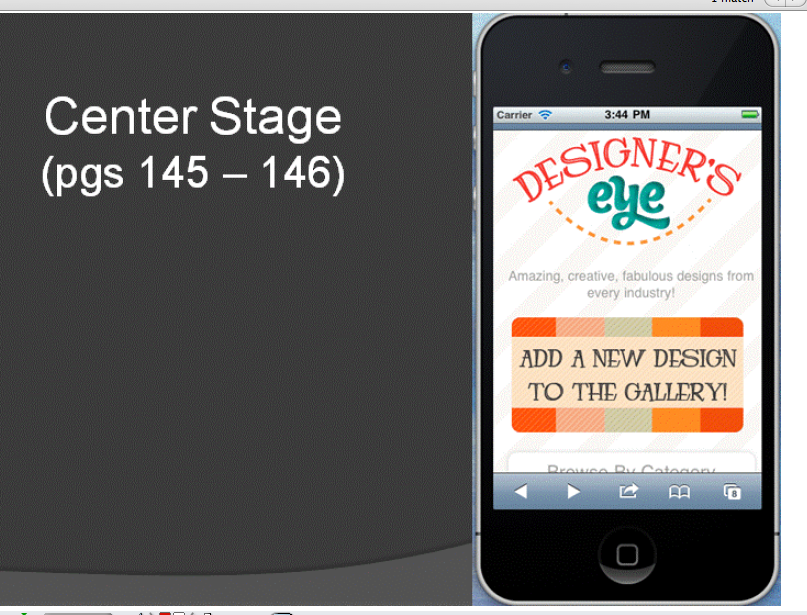 1 match
Center Stage
(pgs 145 – 146)
Carrier
3:44 PM
DESIGNER'S
eye
Amazing, creative, fabulous designs from
every industry!
ADD A NEW DESIGN
TO THE GALLERY!
Browse By Category
8